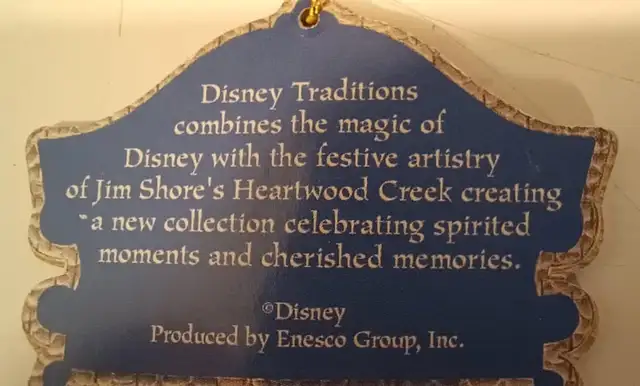 Disney Traditions
combines the magic of
Disney with the festive artistry
of Jim Shore's Heartwood Creek creating
a new collection celebrating spirited
moments and cherished memories.
©Disney
Produced by Enesco Group, Inc.